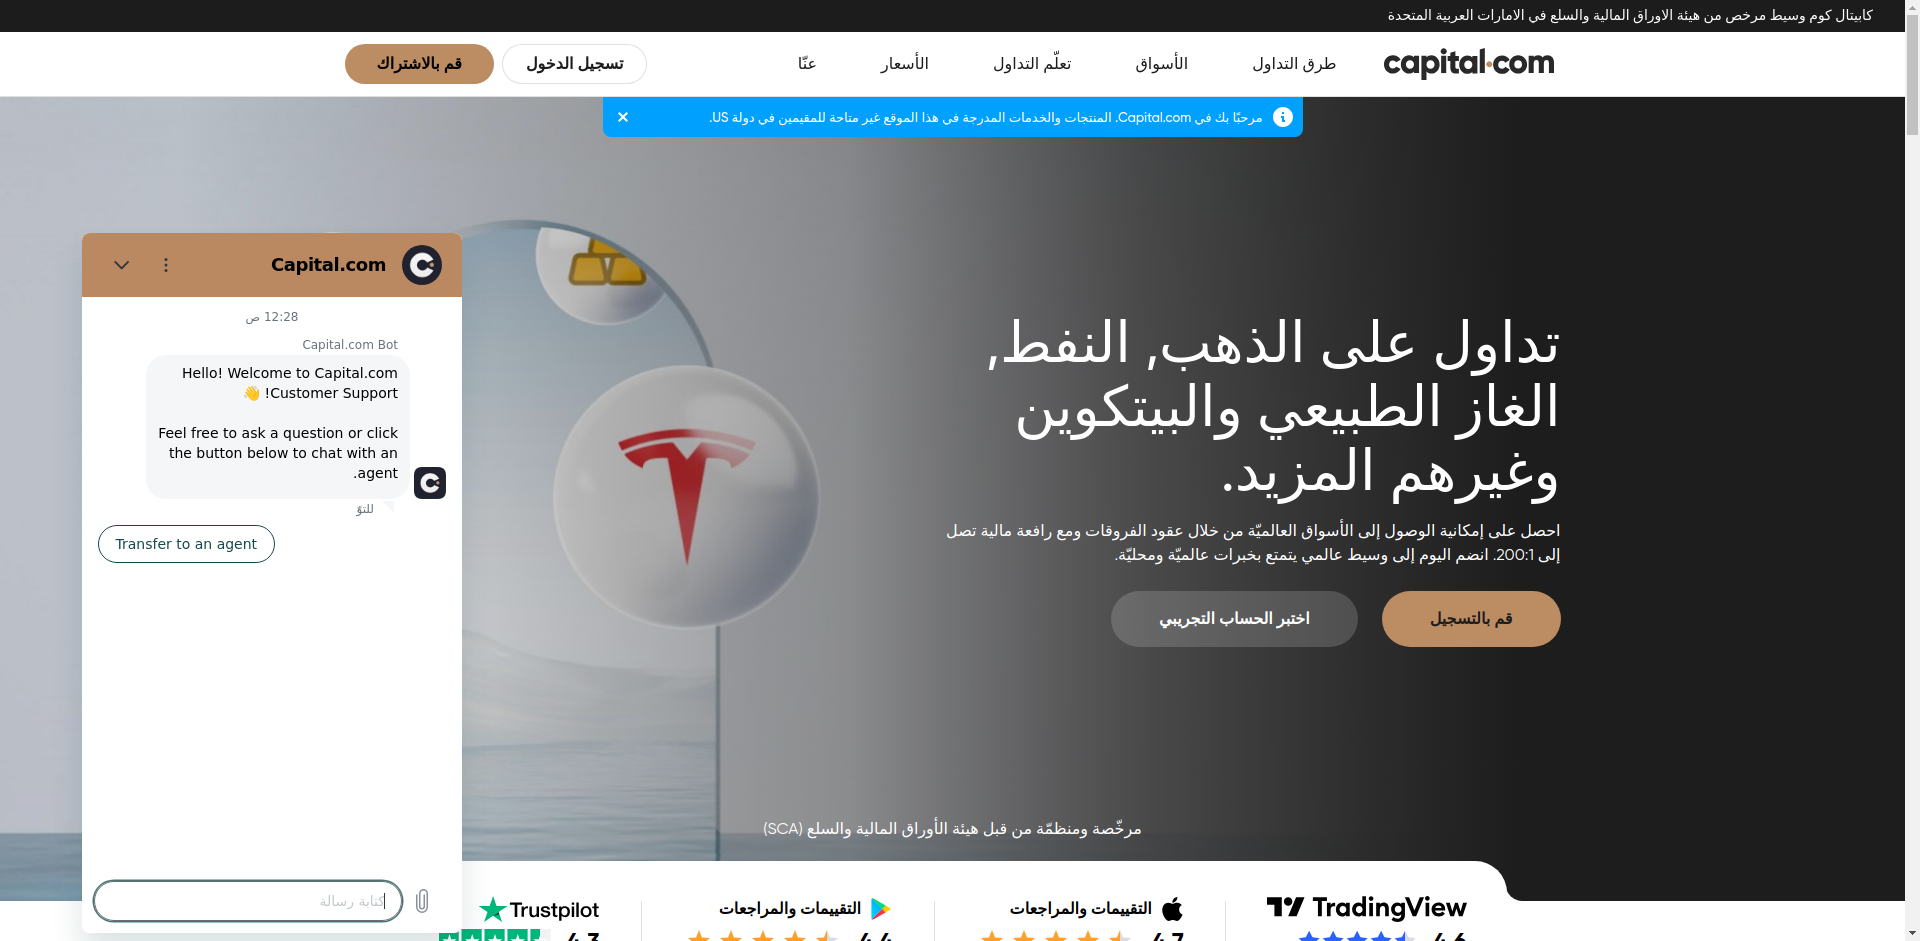 كابيتال كوم وسيط مرخص من هيئة الاوراق المالية والسلع في الامارات العربية المتحدة
capital.com
طرق التداول
الأسواق
تعلّم التداول
الأسعار
عنّا
تسجيل الدخول
قم بالاشتراك
مرحبًا بك في Capital.com. المنتجات والخدمات المدرجة في هذا الموقع غير متاحة للمقيمين في دولة US.
تداول على الذهب, النفط,
الغاز الطبيعي والبيتكوين
وغيرهم المزيد.
احصل على إمكانية الوصول إلى الأسواق العالميّة من خلال عقود الفروقات ومع رافعة مالية تصل
إلى 200:1. انضم اليوم إلى وسيط عالمي يتمتع بخبرات عالميّة ومحليّة.
قم بالتسجيل
اختبر الحساب التجريبي
مرخّصة ومنظمّة من قبل هيئة الأوراق المالية والسلع (SCA)
TradingView
4.6
التقييمات والمراجعات
4.7
التقييمات والمراجعات
4.4
Trustpilot
4.3
Capital.com
12:28 ص
Capital.com Bot
Hello! Welcome to Capital.com
Customer Support! 👋
Feel free to ask a question or click
the button below to chat with an
agent.
للتوّ
Transfer to an agent
كتابة رسالة